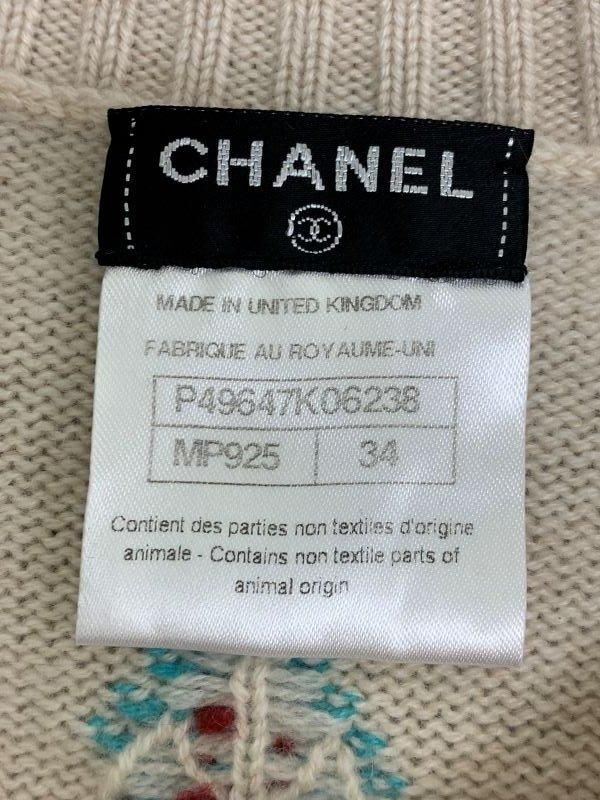 CHANEL
MADE IN UNITED KINGDOM
FABRIQUE AU ROYAUME-UNI
P49647K06238
MP925 34
Contient des parties non textiles d'origine
animale - Contains non textile parts of
animal origin